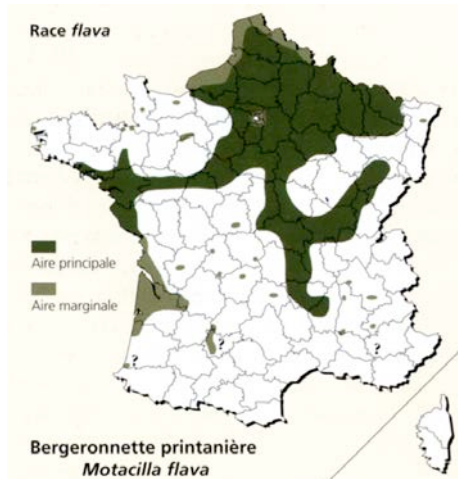 Race flava
Aire principale
Aire marginale
?
?
?
Bergeronnette printanière
Motacilla flava